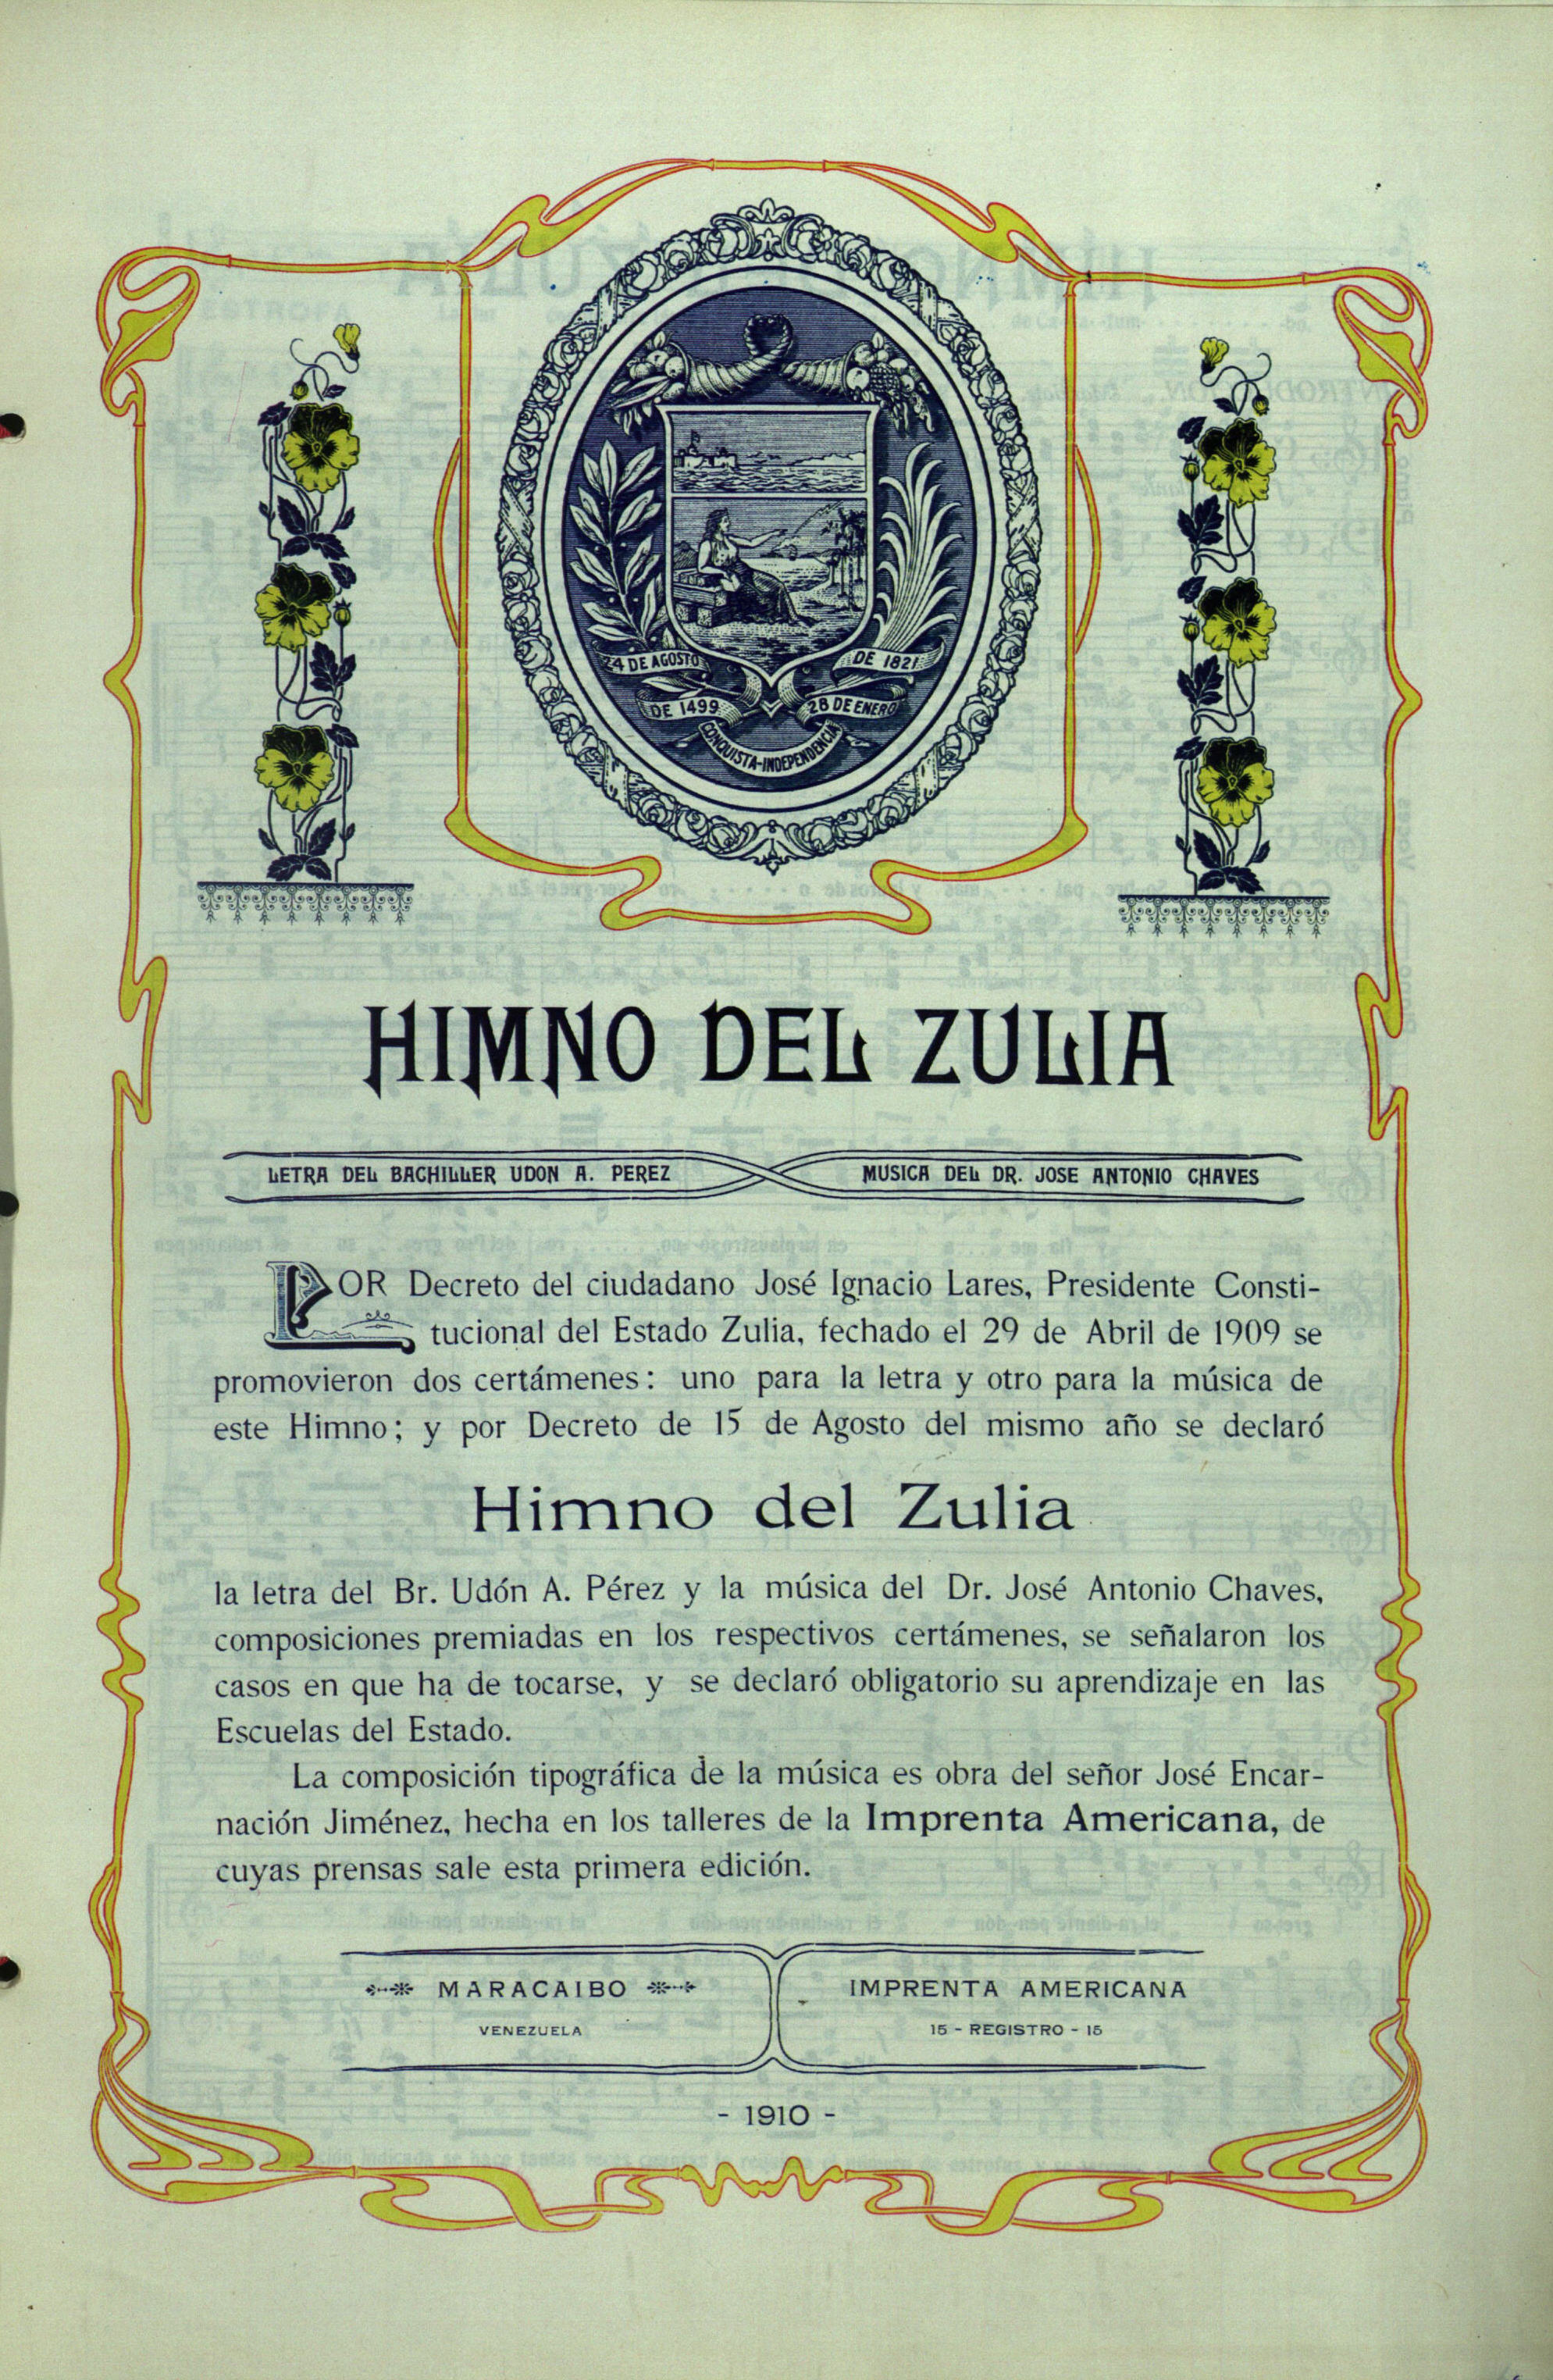 24 DE AGOSTO
DE 1821
DE 1499
28 DE ENERO
CONQUISTA-INDEPENDENCIA
HIMNO DEL ZULIA
LETRA DEL BACHILLER UDON A. PEREZ
MUSICA DEL DR. JOSE ANTONIO CHAVES
POR Decreto del ciudadano José Ignacio Lares, Presidente Consti-
tucional del Estado Zulia, fechado el 29 de Abril de 1909 se
promovieron dos certámenes: uno para la letra y otro para la música de
este Himno; y por Decreto de 15 de Agosto del mismo año se declaró
Himno del Zulia
la letra del Br. Udón A. Pérez y la música del Dr. José Antonio Chaves,
composiciones premiadas en los respectivos certámenes, se señalaron los
casos en que ha de tocarse, y se declaró obligatorio su aprendizaje en las
Escuelas del Estado.
La composición tipográfica de la música es obra del señor José Encar-
nación Jiménez, hecha en los talleres de la Imprenta Americana, de
cuyas prensas sale esta primera edición.
MARACAIBO
VENEZUELA
IMPRENTA AMERICANA
15 - REGISTRO - 15
- 1910 -